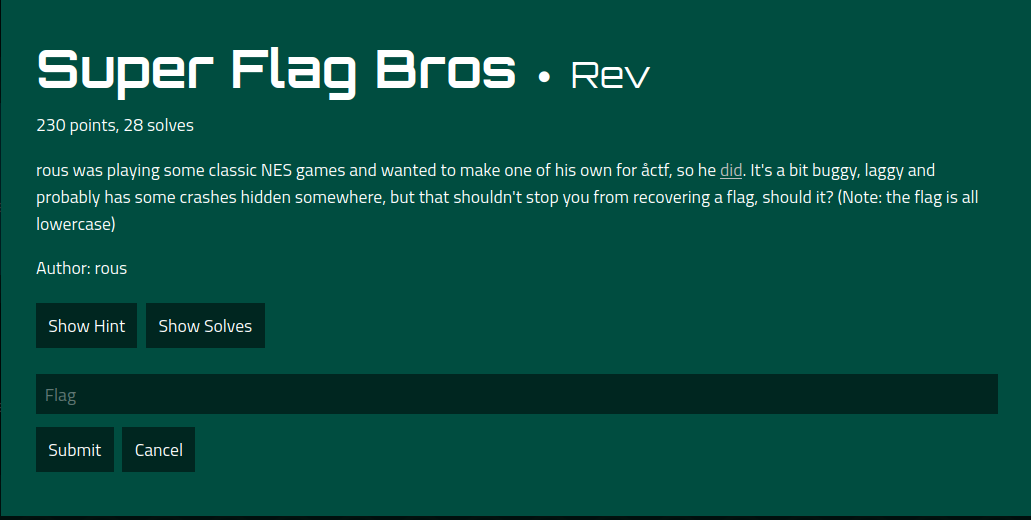 Super Flag Bros • Rev
230 points, 28 solves
rous was playing some classic NES games and wanted to make one of his own for åctf, so he did. It's a bit buggy, laggy and
probably has some crashes hidden somewhere, but that shouldn't stop you from recovering a flag, should it? (Note: the flag is all
lowercase)
Author: rous
Show Hint Show Solves
Flag
Submit Cancel